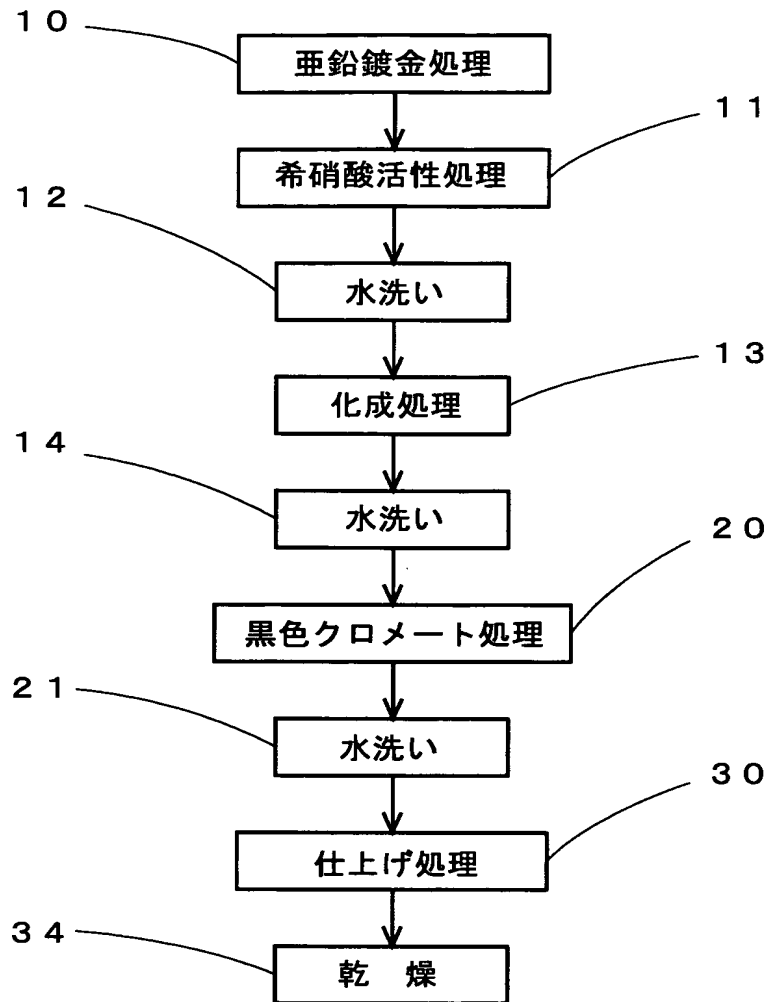 １０
亜鉛鍍金処理
１１
希硝酸活性処理
１２
水洗い
１３
化成処理
１４
水洗い
２０
黒色クロメート処理
２１
水洗い
３０
仕上げ処理
３４
乾　燥